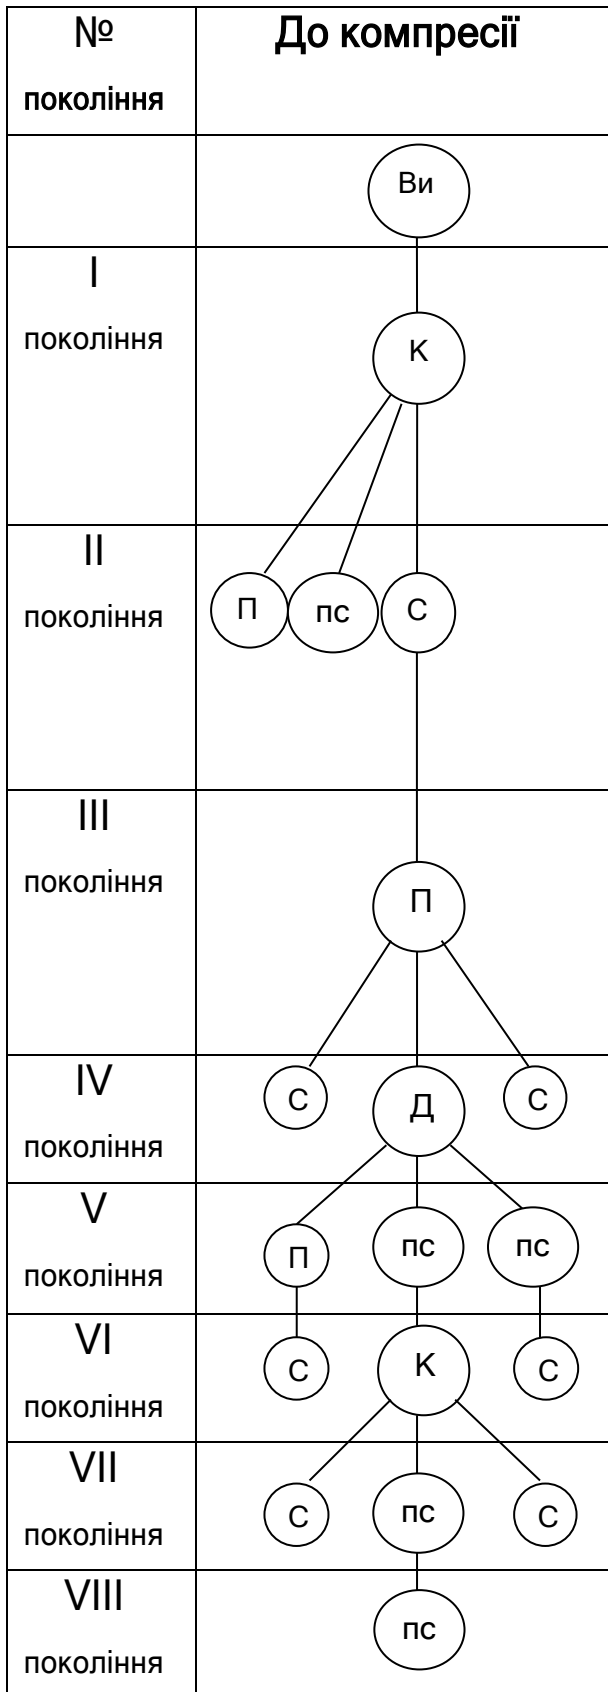 № До компресії
покоління
Ви
I
покоління
К
II
покоління
П пс С
III
покоління
П
IV
С Д С
покоління
V
П пс пс
покоління
VI
С К С
покоління
VII
С пс С
покоління
VIII
пс
покоління